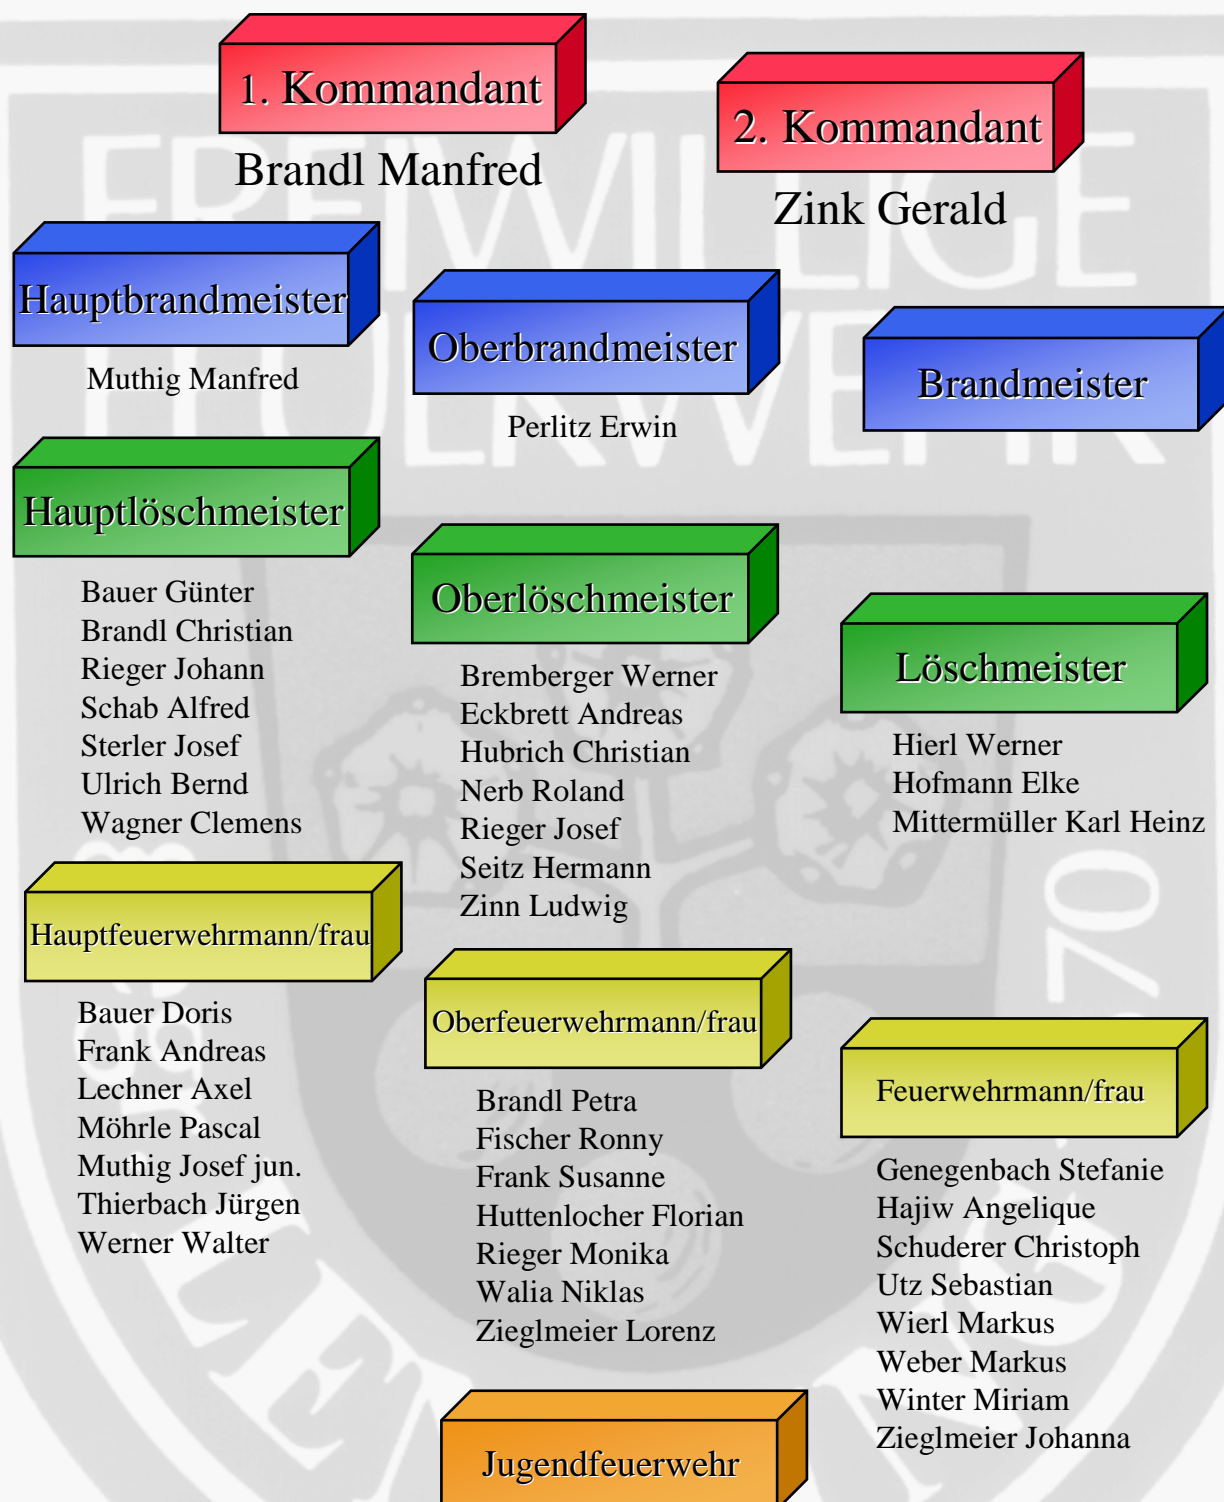 1. Kommandant
Brandl Manfred
2. Kommandant
Zink Gerald
Hauptbrandmeister
Muthig Manfred
Oberbrandmeister
Perlitz Erwin
Brandmeister
Hauptlöschmeister
Bauer Günter
Brandl Christian
Rieger Johann
Schab Alfred
Sterler Josef
Ulrich Bernd
Wagner Clemens
Oberlöschmeister
Bremberger Werner
Eckbrett Andreas
Hubrich Christian
Nerb Roland
Rieger Josef
Seitz Hermann
Zinn Ludwig
Löschmeister
Hierl Werner
Hofmann Elke
Mittermüller Karl Heinz
Hauptfeuerwehrmann/frau
Bauer Doris
Frank Andreas
Lechner Axel
Möhrle Pascal
Muthig Josef jun.
Thierbach Jürgen
Werner Walter
Oberfeuerwehrmann/frau
Brandl Petra
Fischer Ronny
Frank Susanne
Huttenlocher Florian
Rieger Monika
Walia Niklas
Zieglmeier Lorenz
Feuerwehrmann/frau
Genegenbach Stefanie
Hajiw Angelique
Schuderer Christoph
Utz Sebastian
Wierl Markus
Weber Markus
Winter Miriam
Zieglmeier Johanna
Jugendfeuerwehr
FREIWILLIGE
FEUERWEHR
70